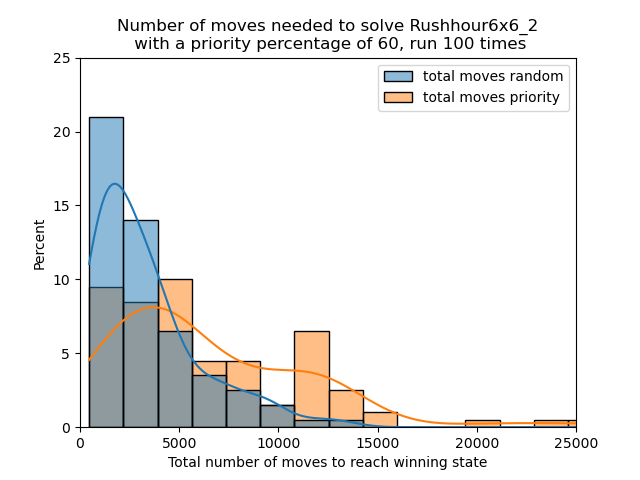 Number of moves needed to solve Rushhour6x6_2
with a priority percentage of 60, run 100 times
total moves random
total moves priority
Percent
25
20
15
10
5
0
0 5000 10000 15000 20000 25000
Total number of moves to reach winning state